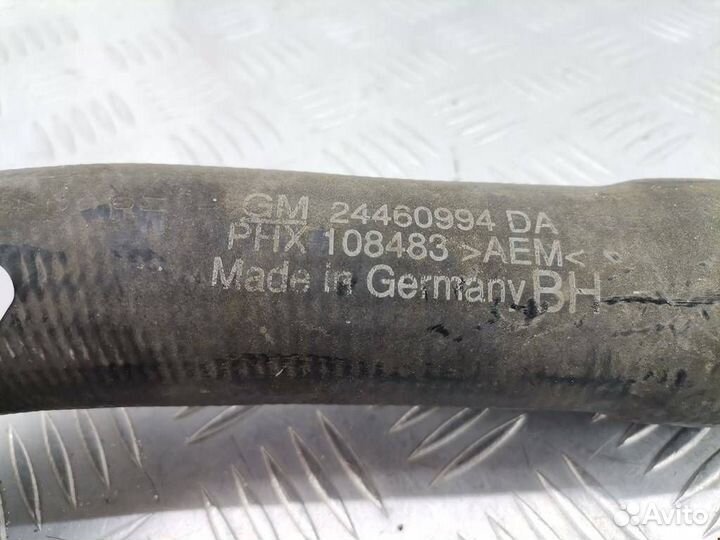 GM 24460994 DA
PHX 108483 >AEM<
Made in Germany BH
Avito